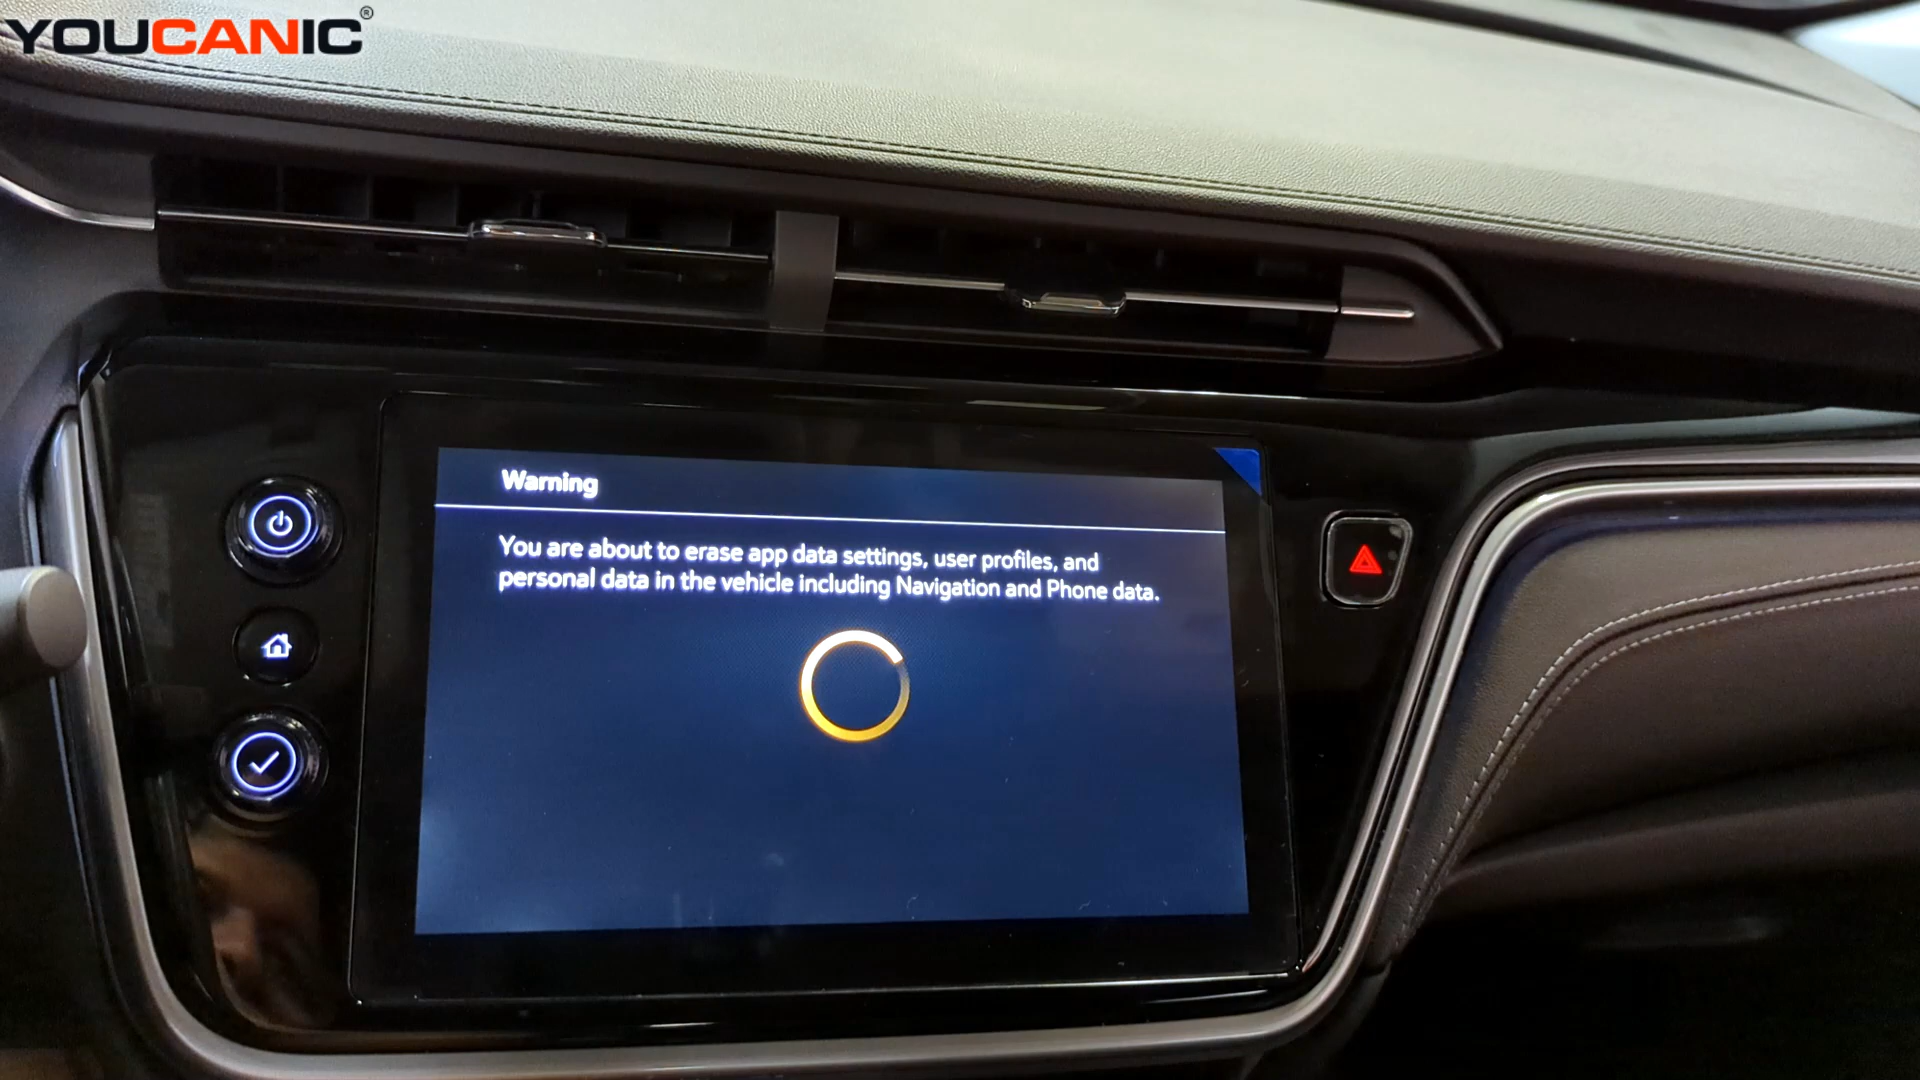 YOUCANIC®
Warning
You are about to erase app data settings, user profiles, and
personal data in the vehicle including Navigation and Phone data.